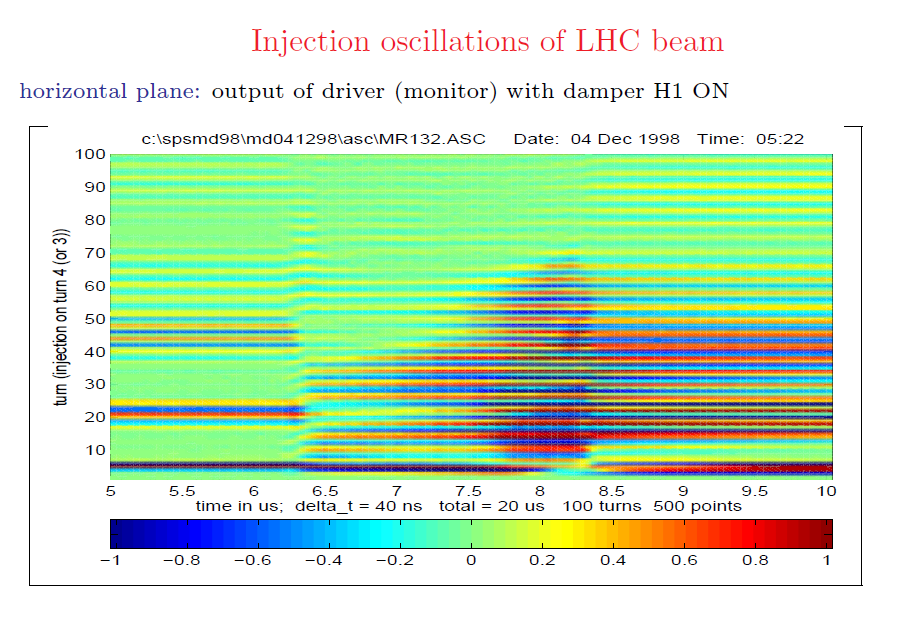 Injection oscillations of LHC beam
horizontal plane: output of driver (monitor) with damper H1 ON
c:\spsmd98\md041298\asc\MR132.ASC Date: 04 Dec 1998 Time: 05:22
turn (injection on turn 4 (or 3))
100
90
80
70
60
50
40
30
20
10
5 5.5 6 6.5 7 7.5 8 8.5 9 9.5 10
time in us; delta_t = 40 ns total = 20 us 100 turns 500 points
−1 −0.8 −0.6 −0.4 −0.2 0 0.2 0.4 0.6 0.8 1